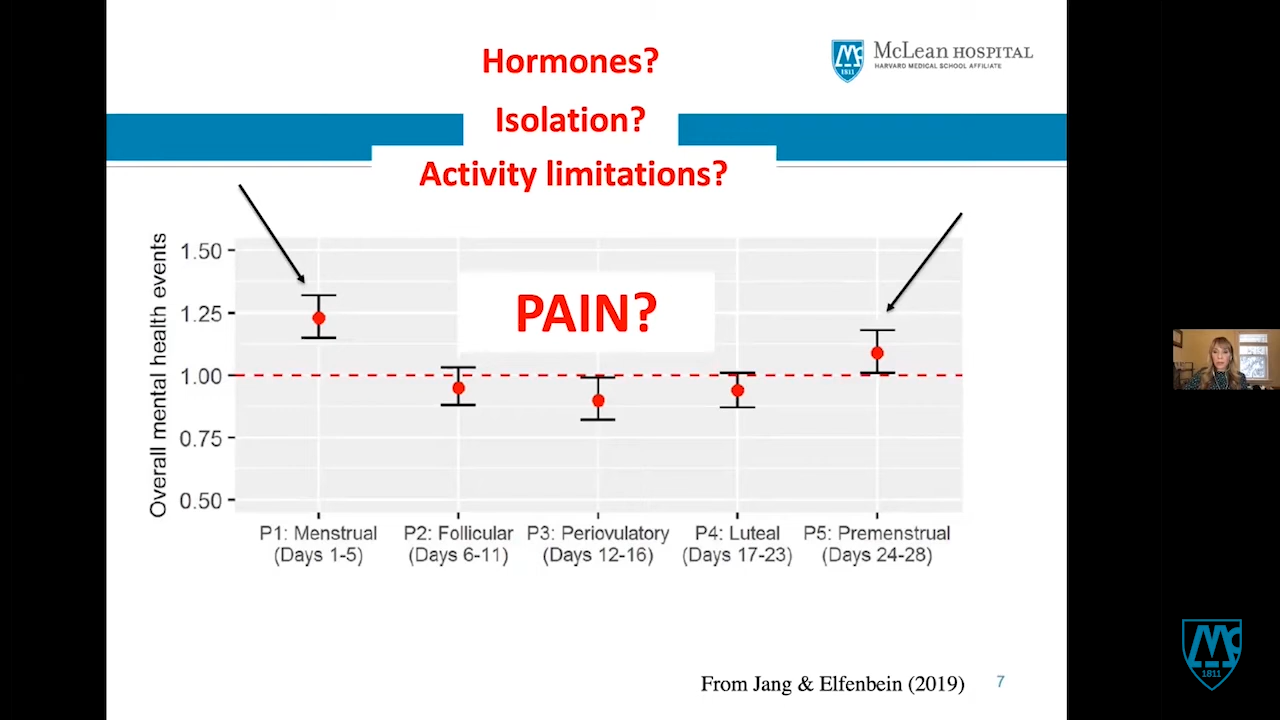 Hormones?
McLean HOSPITAL
HARVARD MEDICAL SCHOOL AFFILIATE
1811
Isolation?
Activity limitations?
PAIN?
Overall mental health events
1.50
1.25
1.00
0.75
0.50
P1: Menstrual
(Days 1-5)
P2: Follicular
(Days 6-11)
P3: Periovulatory
(Days 12-16)
P4: Luteal
(Days 17-23)
P5: Premenstrual
(Days 24-28)
From Jang & Elfenbein (2019)
7
Mc
1811